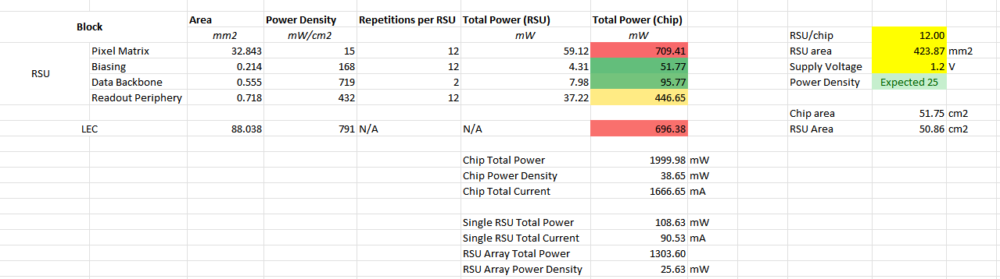 Block Area Power Density Repetitions per RSU Total Power (RSU) Total Power (Chip)
mm2 mW/cm2 mW mW RSU/chip 12.00
RSU Pixel Matrix 32.843 15 12 59.12 709.41 RSU area 423.87 mm2
Biasing 0.214 168 12 4.31 51.77 Supply Voltage 1.2 V
Data Backbone 0.555 719 2 7.98 95.77 Power Density Expected 25
Readout Periphery 0.718 432 12 37.22 446.65
Chip area 51.75 cm2
LEC 88.038 791 N/A N/A 696.38 RSU Area 50.86 cm2
Chip Total Power 1999.98 mW
Chip Power Density 38.65 mW
Chip Total Current 1666.65 mA
Single RSU Total Power 108.63 mW
Single RSU Total Current 90.53 mA
RSU Array Total Power 1303.60
RSU Array Power Density 25.63 mW